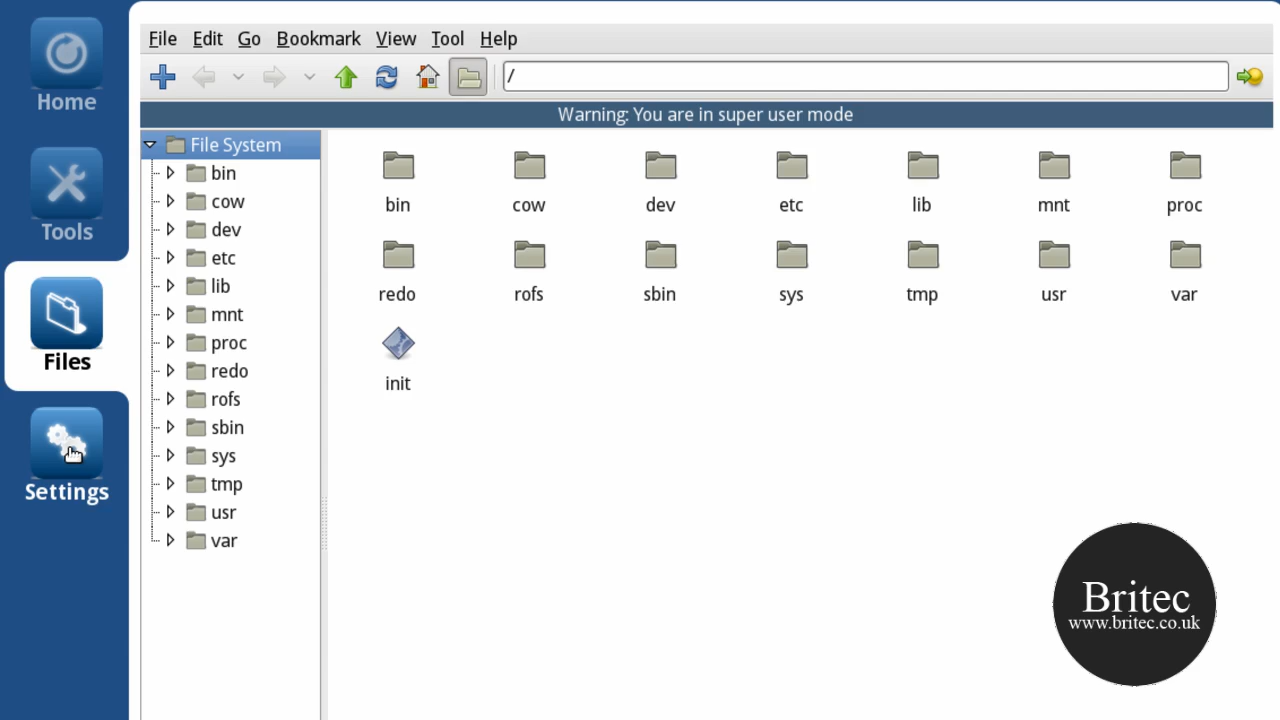 Home
Tools
Files
Settings
File Edit Go Bookmark View Tool Help
/
Warning: You are in super user mode
File System
bin
cow
dev
etc
lib
mnt
proc
redo
rofs
sbin
sys
tmp
usr
var
bin cow dev etc lib mnt proc
redo rofs sbin sys tmp usr var
init
Britec
www.britec.co.uk